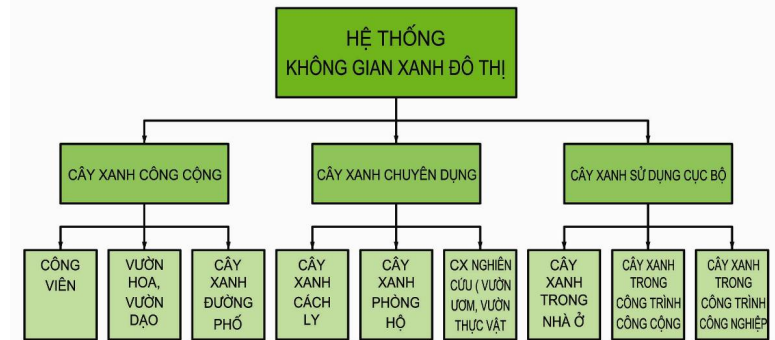 HỆ THỐNG
KHÔNG GIAN XANH ĐÔ THỊ
CÂY XANH CÔNG CỘNG
CÂY XANH CHUYÊN DỤNG
CÂY XANH SỬ DỤNG CỤC BỘ
CÔNG
VIÊN
VƯỜN
HOA,
VƯỜN
DẠO
CÂY
XANH
ĐƯỜNG
PHỐ
CÂY
XANH
CÁCH
LY
CÂY
XANH
PHÒNG
HỘ
CX NGHIÊN
CỨU ( VƯỜN
ƯƠM, VƯỜN
THỰC VẬT
CÂY
XANH
TRONG
NHÀ Ở
CÂY XANH
TRONG
CÔNG TRÌNH
CÔNG CỘNG
CÂY XANH
TRONG
CÔNG TRÌNH
CÔNG NGHIỆP